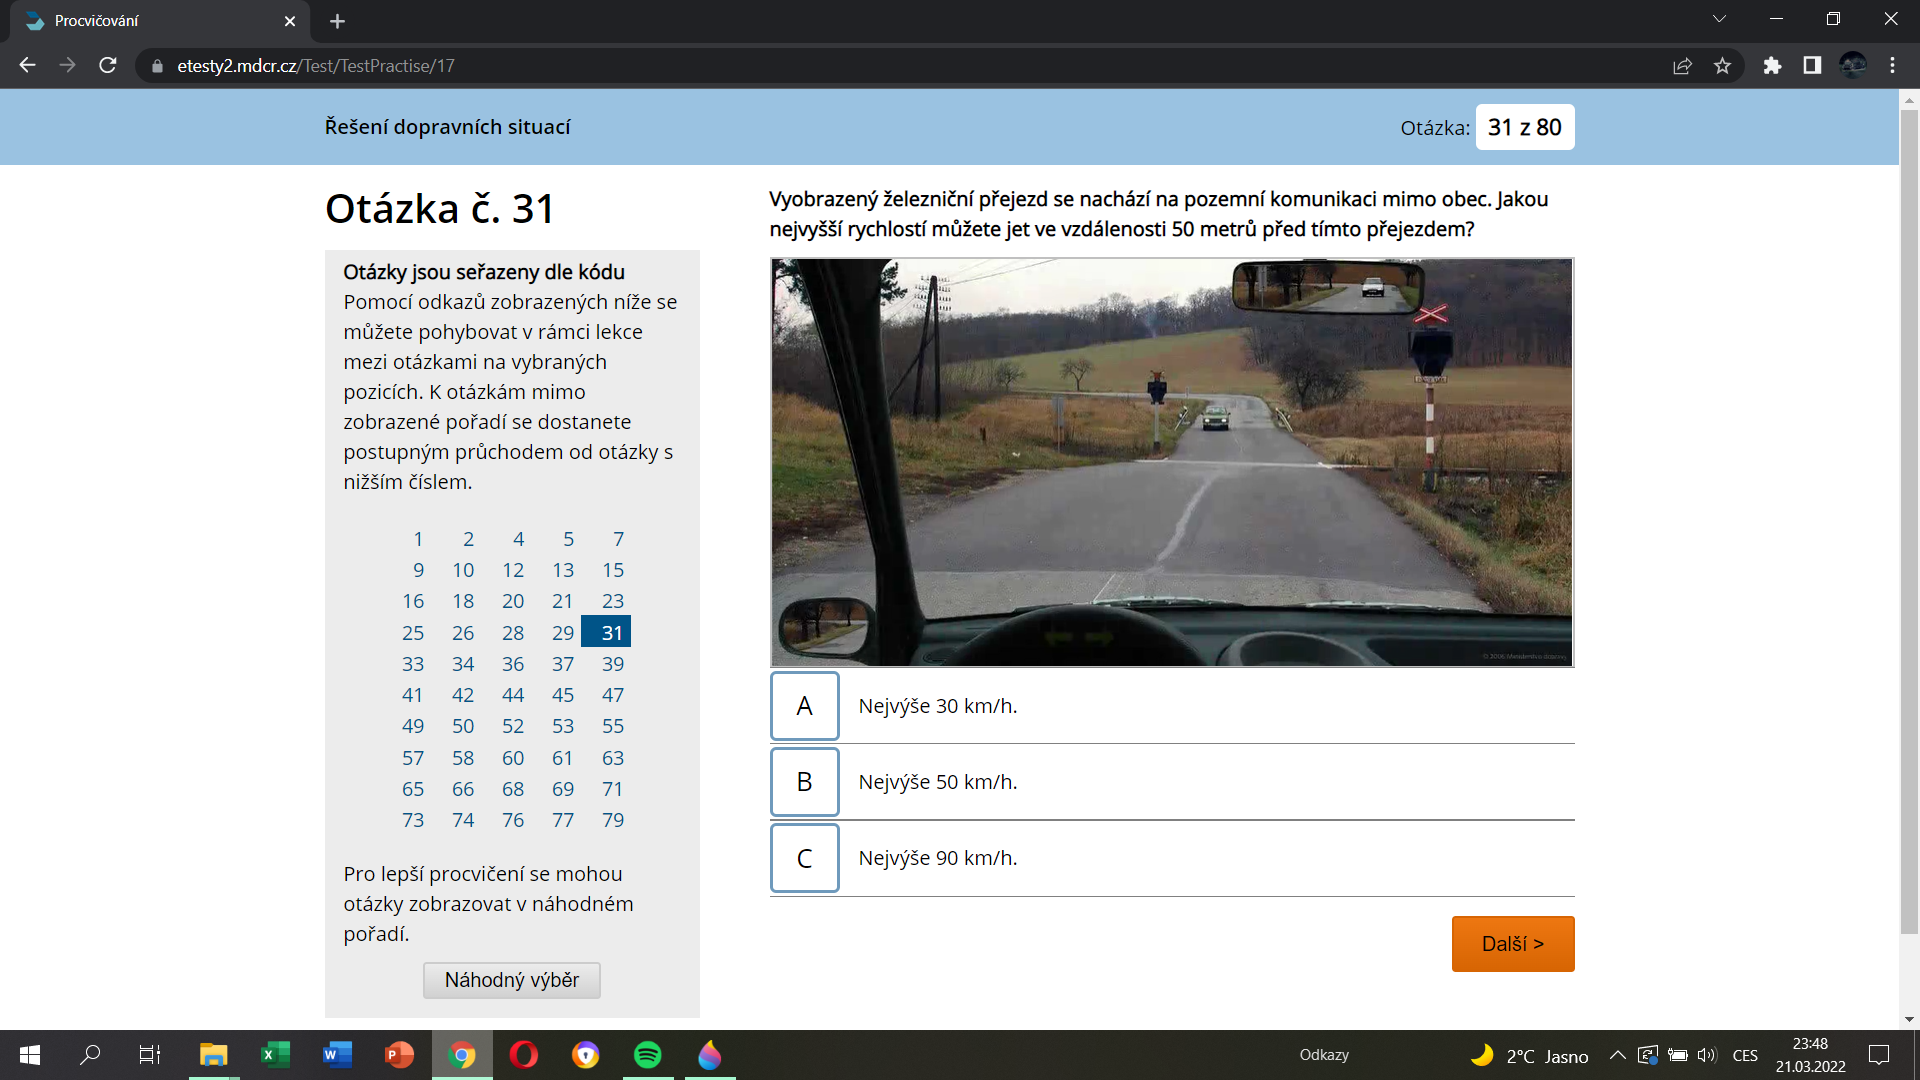 Procvičování
etesty2.mdcr.cz/Test/TestPractise/17
Řešení dopravních situací
Otázka: 31 z 80
Otázka č. 31
Otázky jsou seřazeny dle kódu
Pomocí odkazů zobrazených níže se
můžete pohybovat v rámci lekce
mezi otázkami na vybraných
pozicích. K otázkám mimo
zobrazené pořadí se dostanete
postupným průchodem od otázky s
nižším číslem.
1 2 4 5 7
9 10 12 13 15
16 18 20 21 23
25 26 28 29 31
33 34 36 37 39
41 42 44 45 47
49 50 52 53 55
57 58 60 61 63
65 66 68 69 71
73 74 76 77 79
Pro lepší procvičení se mohou
otázky zobrazovat v náhodném
pořadí.
Náhodný výběr
Vyobrazený železniční přejezd se nachází na pozemní komunikaci mimo obec. Jakou
nejvyšší rychlostí můžete jet ve vzdálenosti 50 metrů před tímto přejezdem?
A Nejvýše 30 km/h.
B Nejvýše 50 km/h.
C Nejvýše 90 km/h.
Další >
Odkazy
2°C Jasno
CES
23:48
21.03.2022